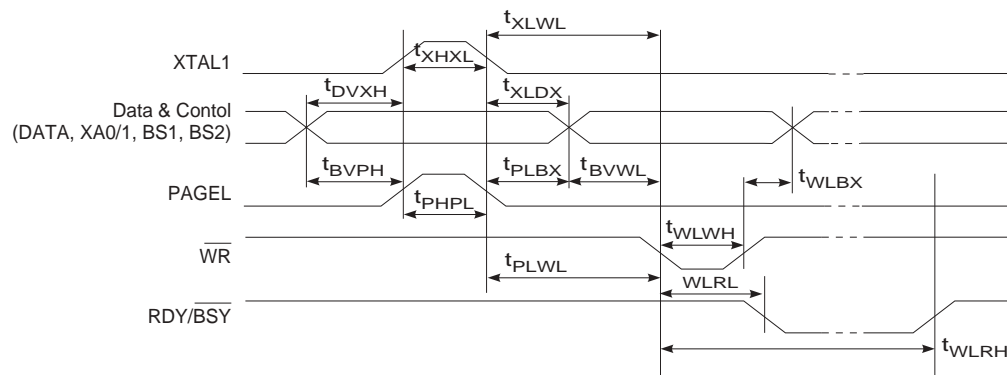 tXLWL
XTAL1
tXHXL
tDVXH
tXLDX
Data & Contol
(DATA, XA0/1, BS1, BS2)
tBVPH
tPLBX
tBVWL
tWLBX
PAGEL
tPHPL
WR
tWLWH
tPLWL
WLRL
RDY/BSY
tWLRH